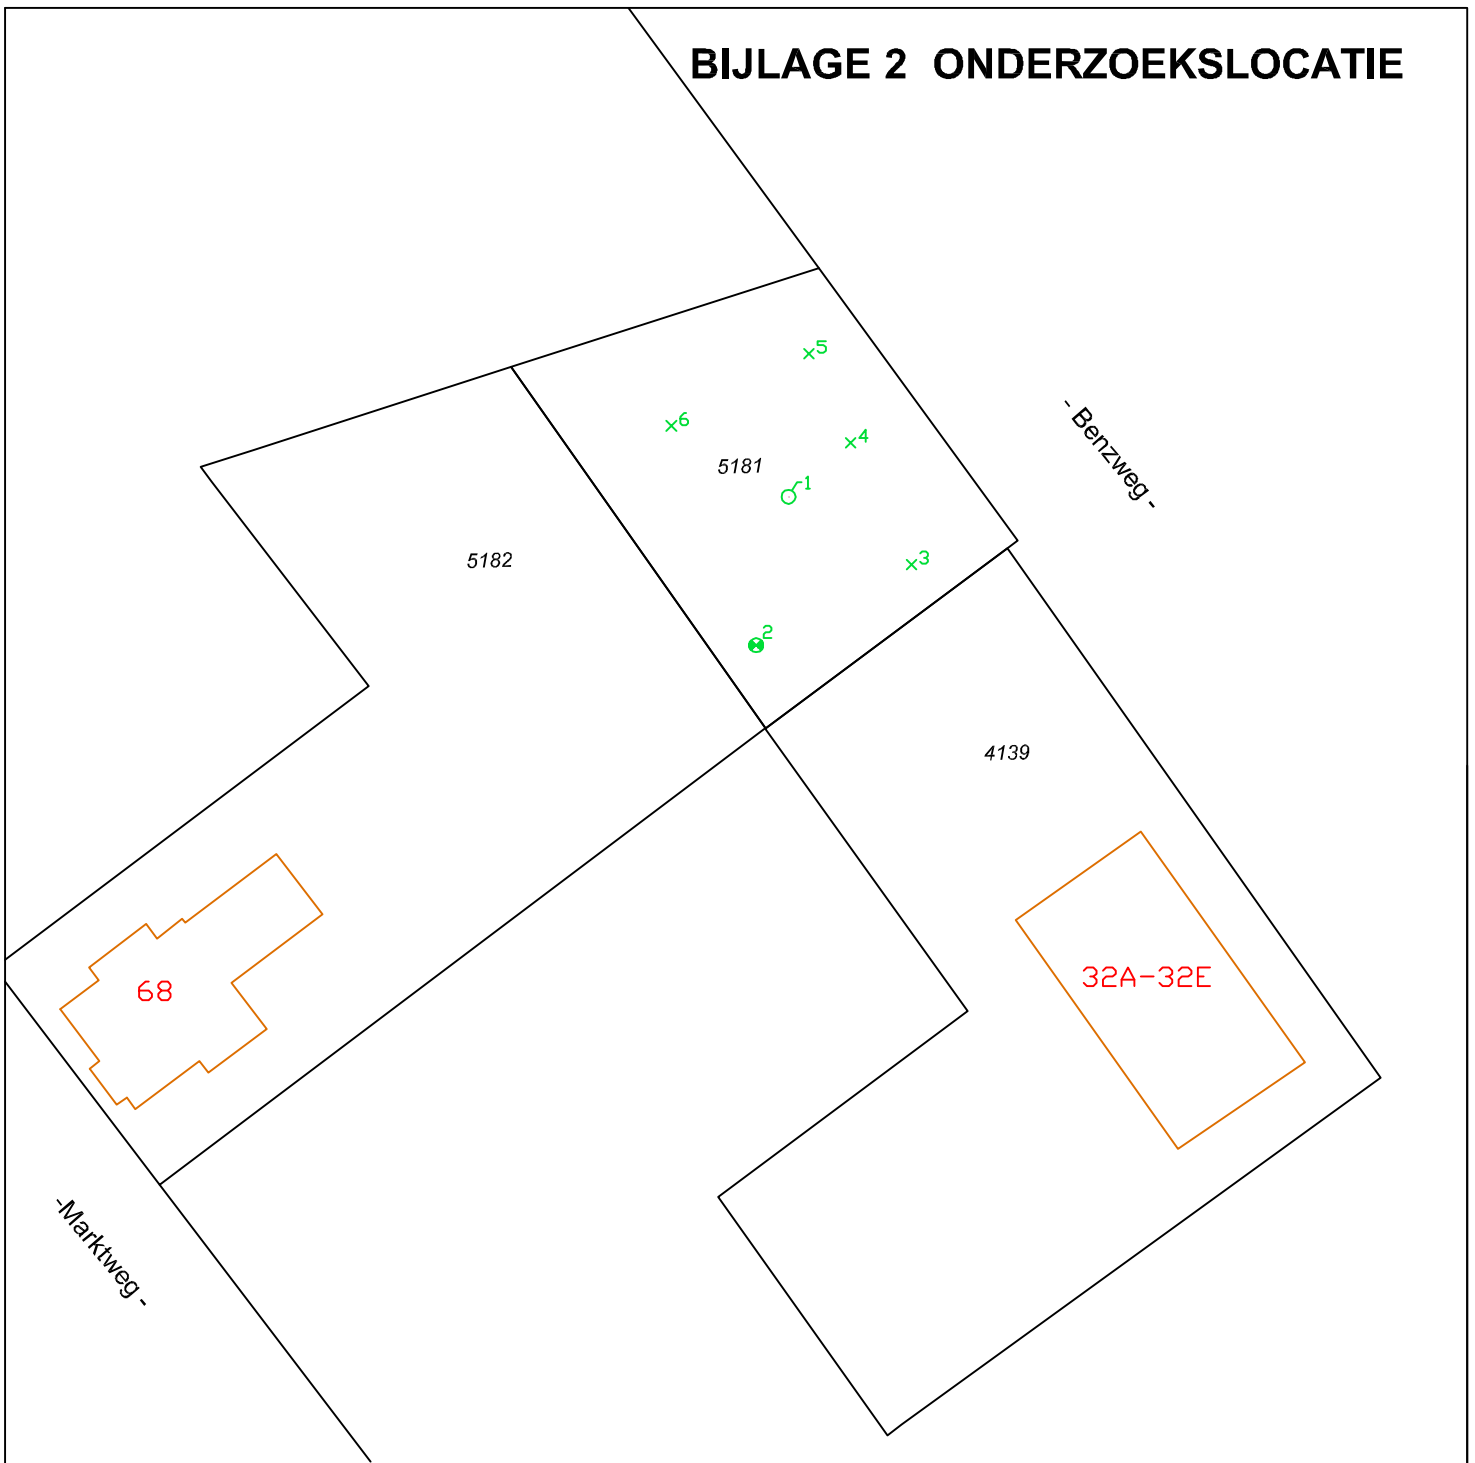 BIJLAGE 2 ONDERZOEKSLOCATIE
5
6
4
- Benzweg -
5181
1
5182
3
2
4139
68
32A-32E
-Marktweg -